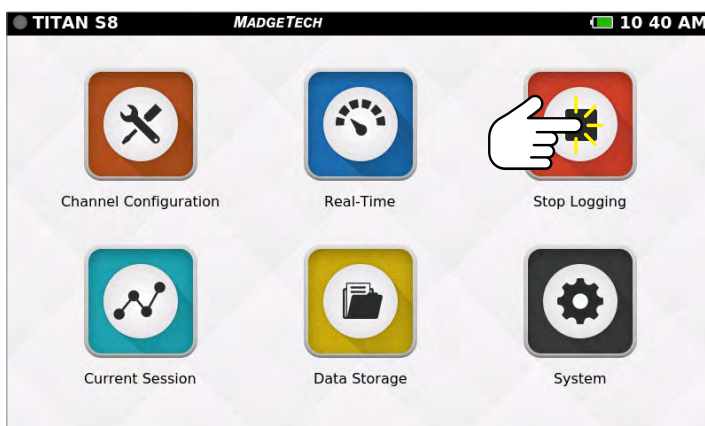 TITAN S8 MADGETECH 10 40 AM
Channel Configuration Real-Time Stop Logging
Current Session Data Storage System